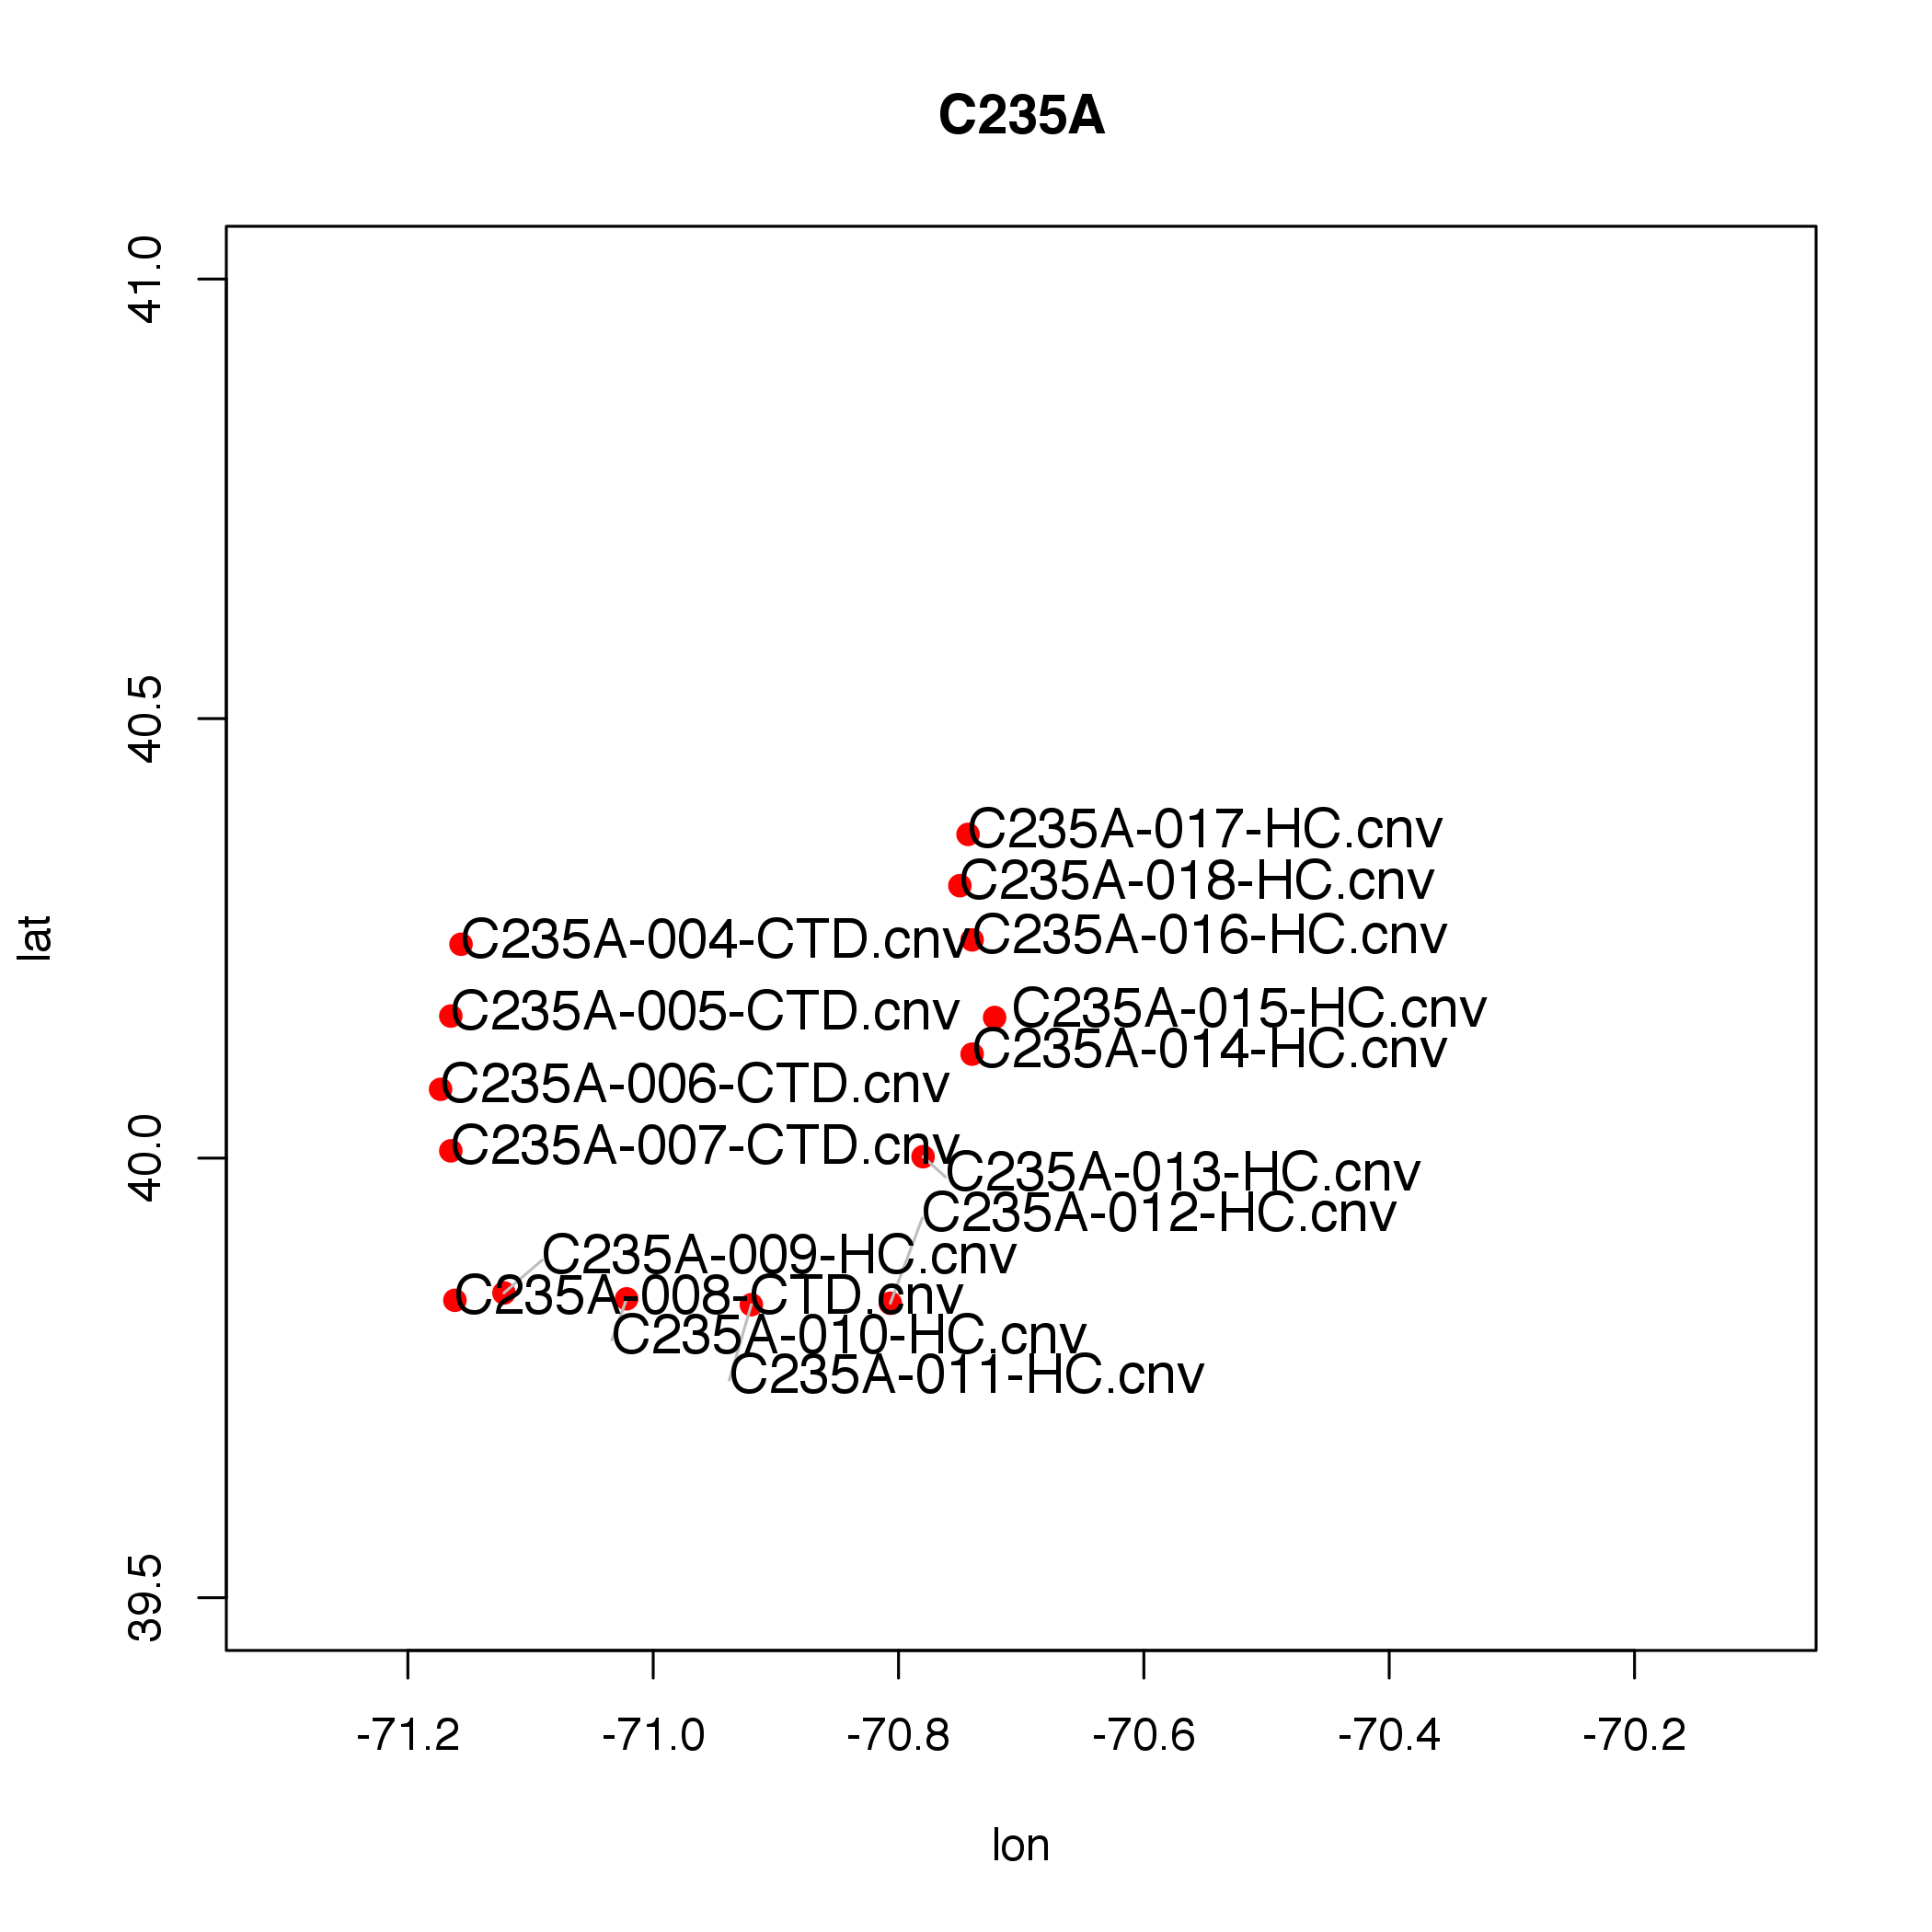 C235A
lat
41.0
40.5
40.0
39.5
C235A-017-HC.cnv
C235A-018-HC.cnv
C235A-004-CTD.cnv
C235A-016-HC.cnv
C235A-005-CTD.cnv
C235A-015-HC.cnv
C235A-014-HC.cnv
C235A-006-CTD.cnv
C235A-007-CTD.cnv
C235A-013-HC.cnv
C235A-012-HC.cnv
C235A-009-HC.cnv
C235A-008-CTD.cnv
C235A-010-HC.cnv
C235A-011-HC.cnv
-71.2 -71.0 -70.8 -70.6 -70.4 -70.2
lon